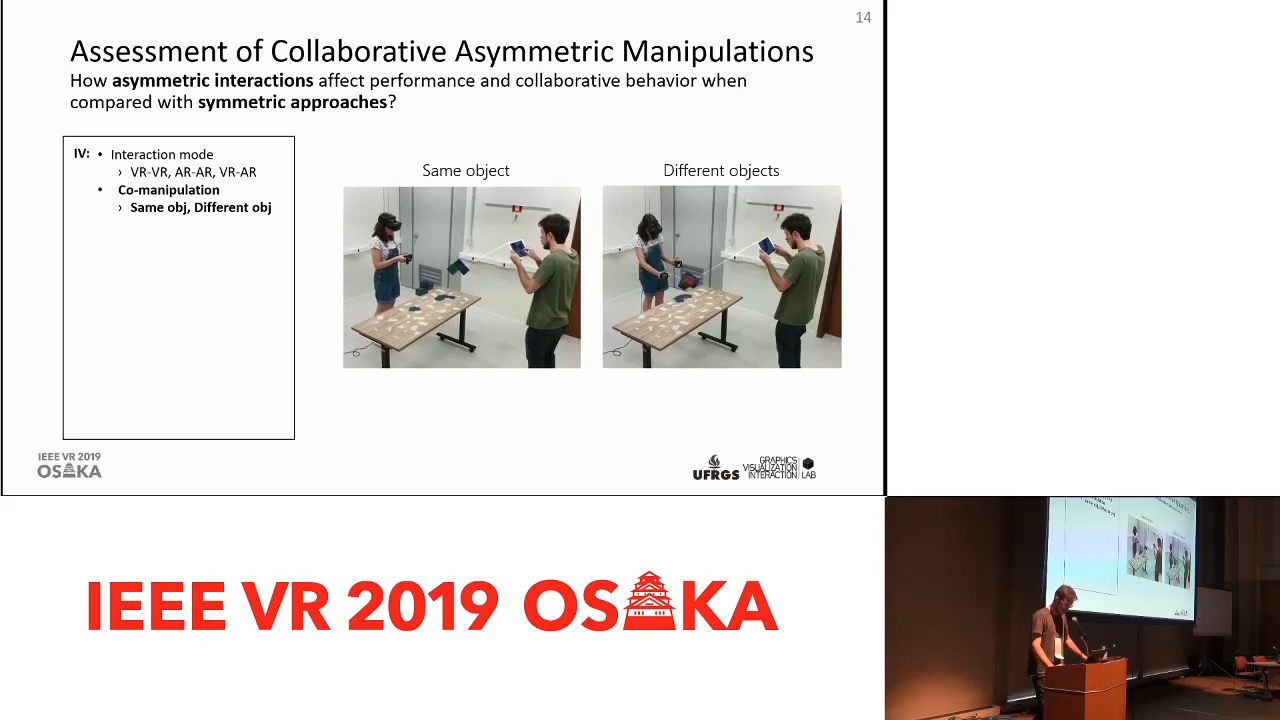 14
Assessment of Collaborative Asymmetric Manipulations
How asymmetric interactions affect performance and collaborative behavior when
compared with symmetric approaches?
IV: • Interaction mode
› VR-VR, AR-AR, VR-AR
• Co-manipulation
› Same obj, Different obj
Same object
Different objects
IEEE VR 2019
OSAKA
UFRGS
GRAPHICS
VISUALIZATION
INTERACTION
LAB
IEEE VR 2019 OSAKA